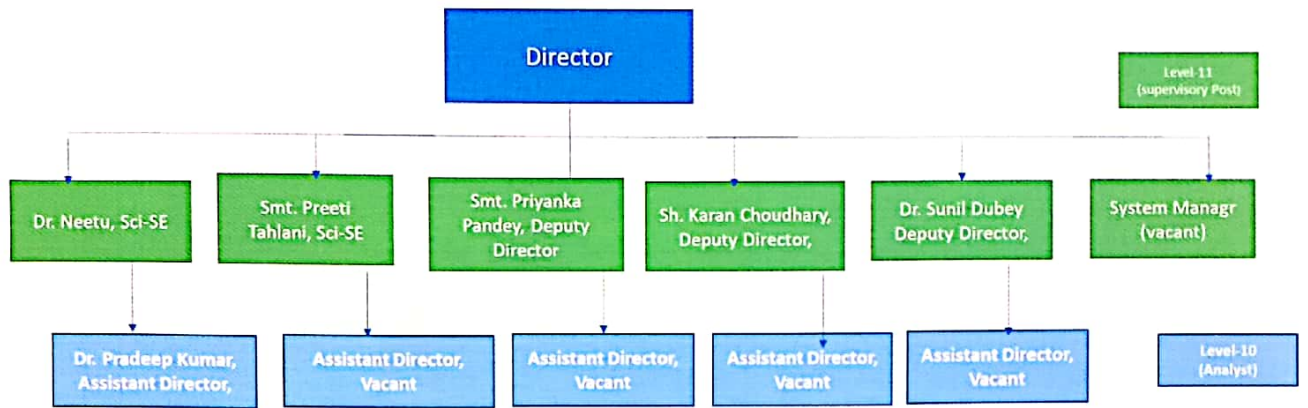 Director
Level-11
(supervisory Post)
Dr. Neetu, Sci-SE
Smt. Preeti
Tahlani, Sci-SE
Smt. Priyanka
Pandey, Deputy
Director
Sh. Karan Choudhary,
Deputy Director,
Dr. Sunil Dubey
Deputy Director,
System Managr
(vacant)
Dr. Pradeep Kumar,
Assistant Director,
Assistant Director,
Vacant
Assistant Director,
Vacant
Assistant Director,
Vacant
Assistant Director,
Vacant
Level-10
(Analyst)